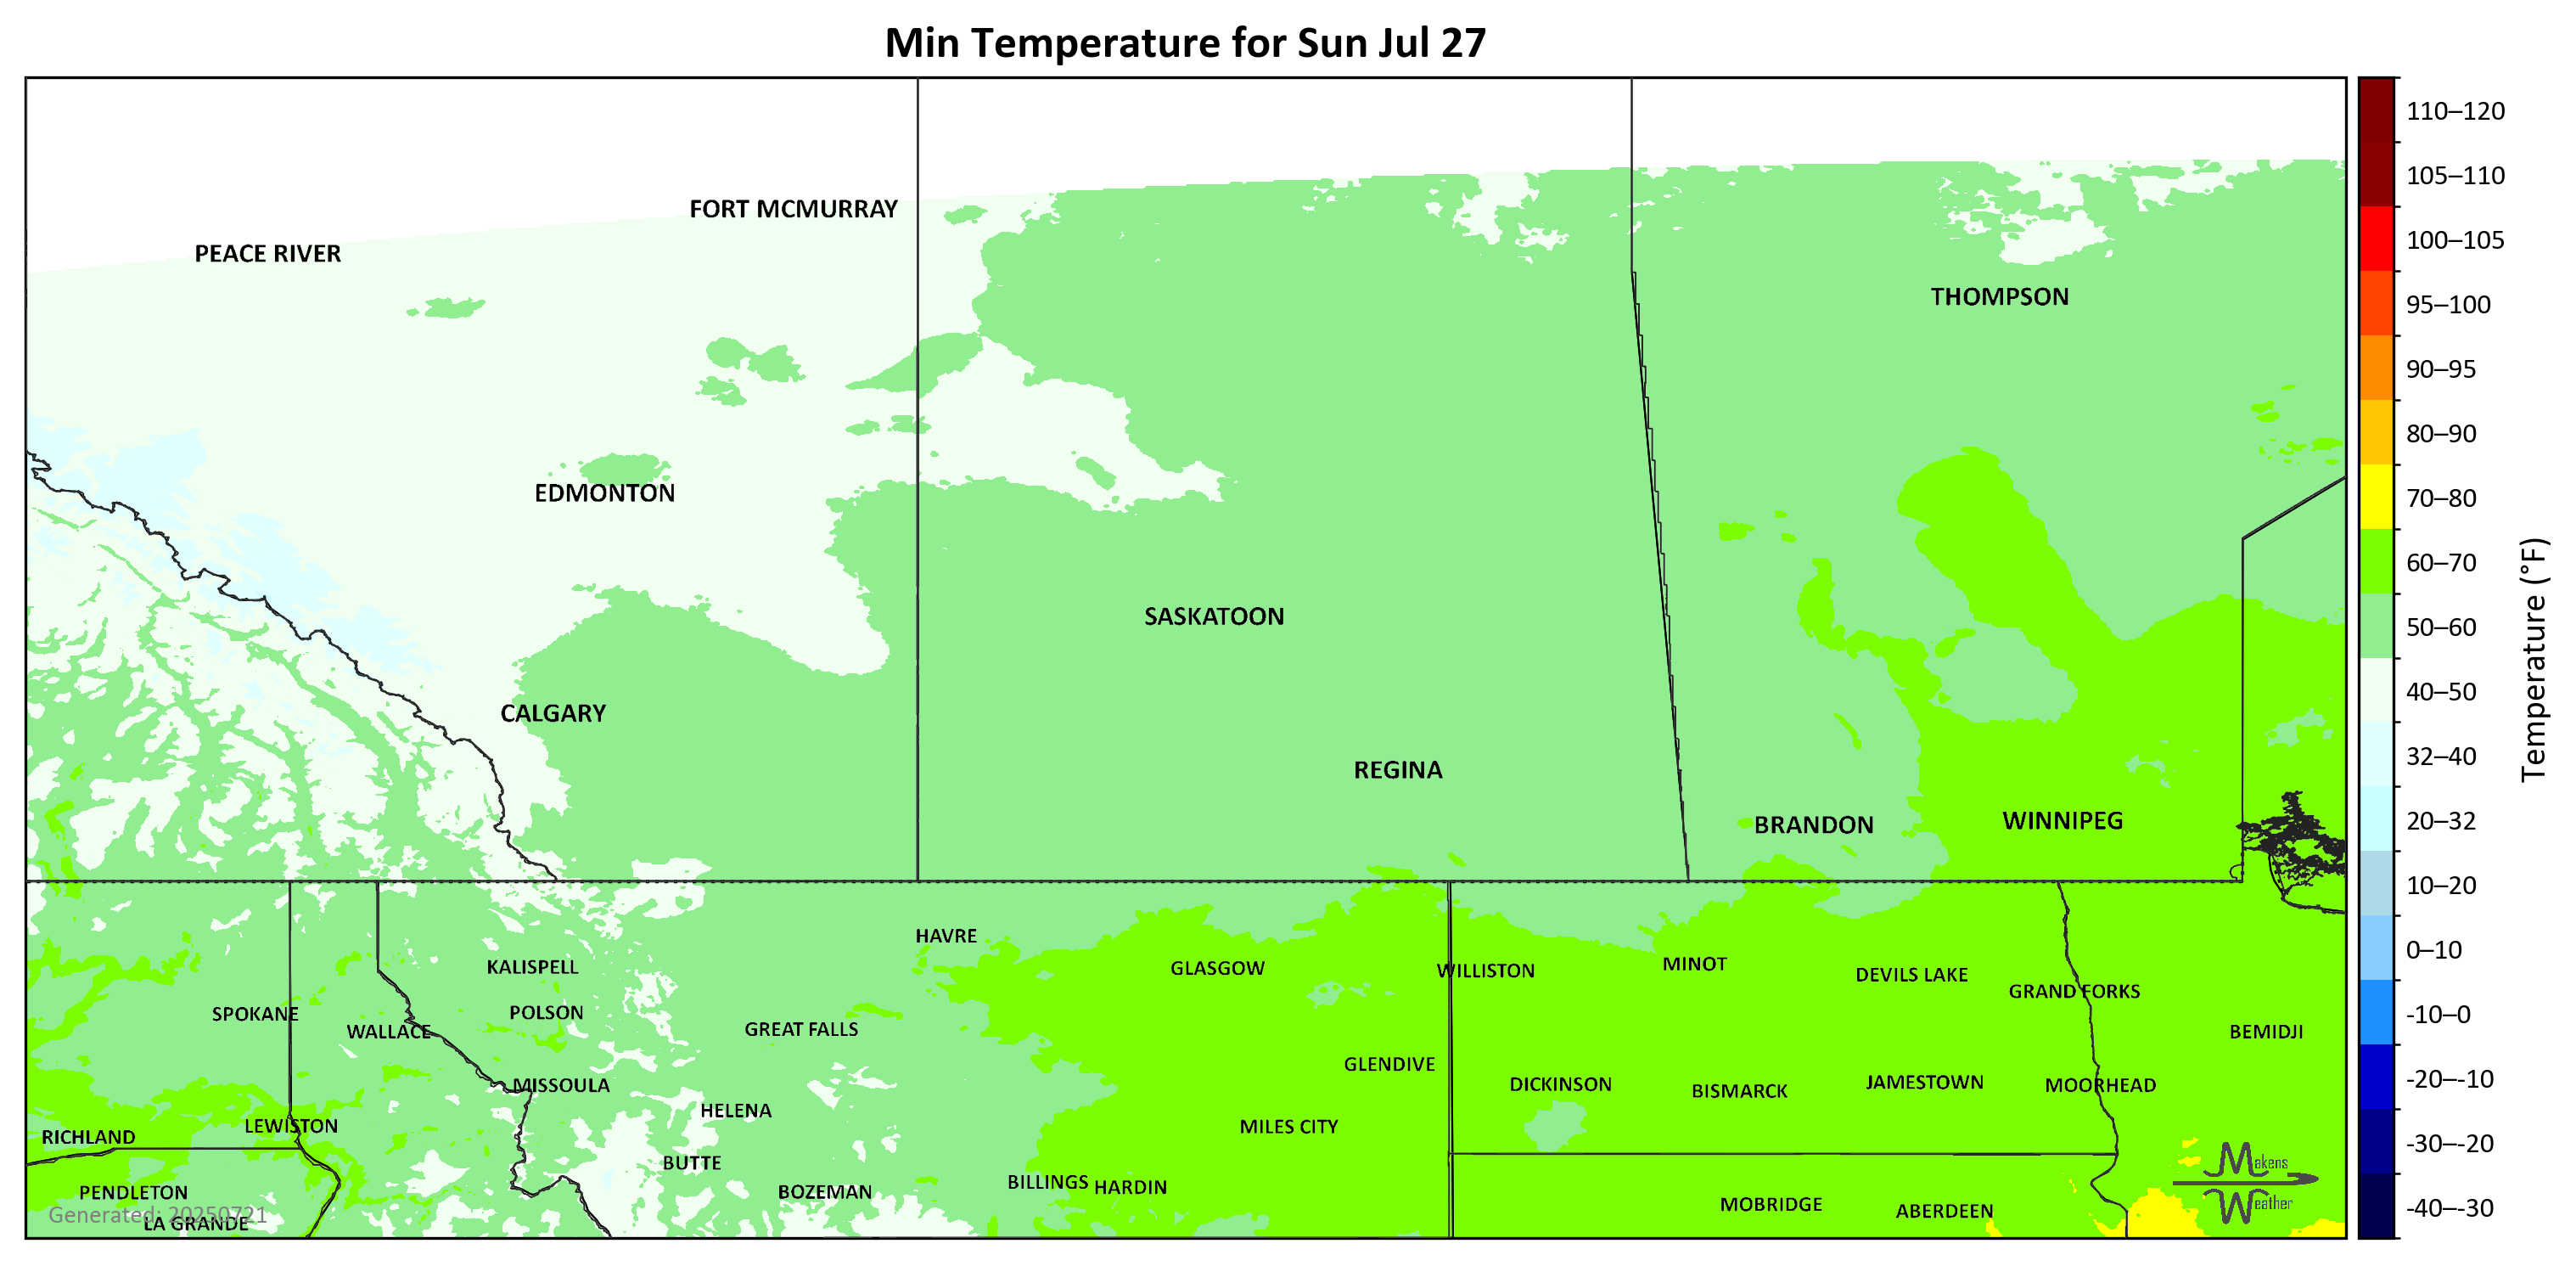 Min Temperature for Sun Jul 27
110–120
105–110
100–105
95–100
90–95
80–90
70–80
60–70
50–60
40–50
32–40
20–32
10–20
0–10
-10–0
-20–-10
-30–-20
-40–-30
Temperature (°F)
FORT MCMURRAY
PEACE RIVER
THOMPSON
EDMONTON
SASKATOON
CALGARY
REGINA
BRANDON
WINNIPEG
HAVRE
KALISPELL
GLASGOW
WILLISTON
MINOT
DEVILS LAKE
GRAND FORKS
SPOKANE
POLSON
WALLACE
GREAT FALLS
BEMIDJI
GLENDIVE
MISSOULA
DICKINSON
BISMARCK
JAMESTOWN
MOORHEAD
HELENA
LEWISTON
MILES CITY
RICHLAND
BUTTE
BILLINGS
HARDIN
PENDLETON
BOZEMAN
MOBRIDGE
ABERDEEN
Generated: 20250721
LA GRANDE
Makens
Weather